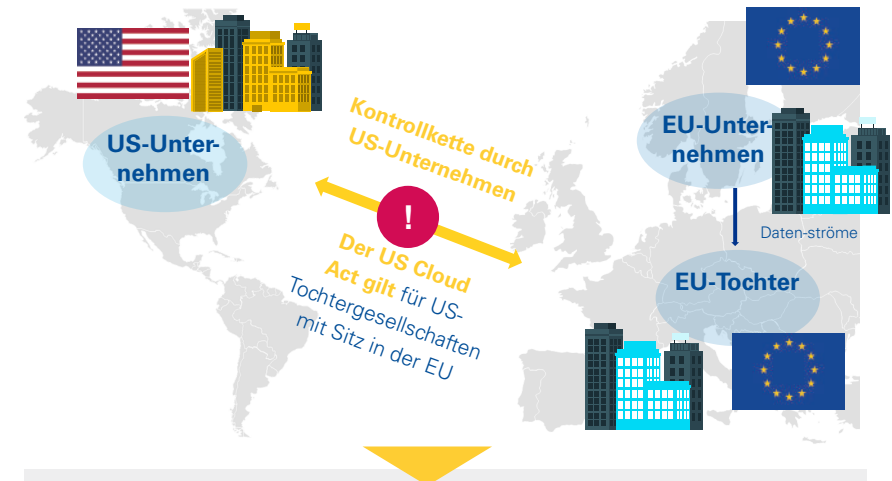 US-Unter-
nehmen
Kontrollkette durch
US-Unternehmen
!
Der US Cloud
Act gilt für US-
Tochtergesellschaften
mit Sitz in der EU
EU-Unter-
nehmen
Daten-ströme
EU-Tochter